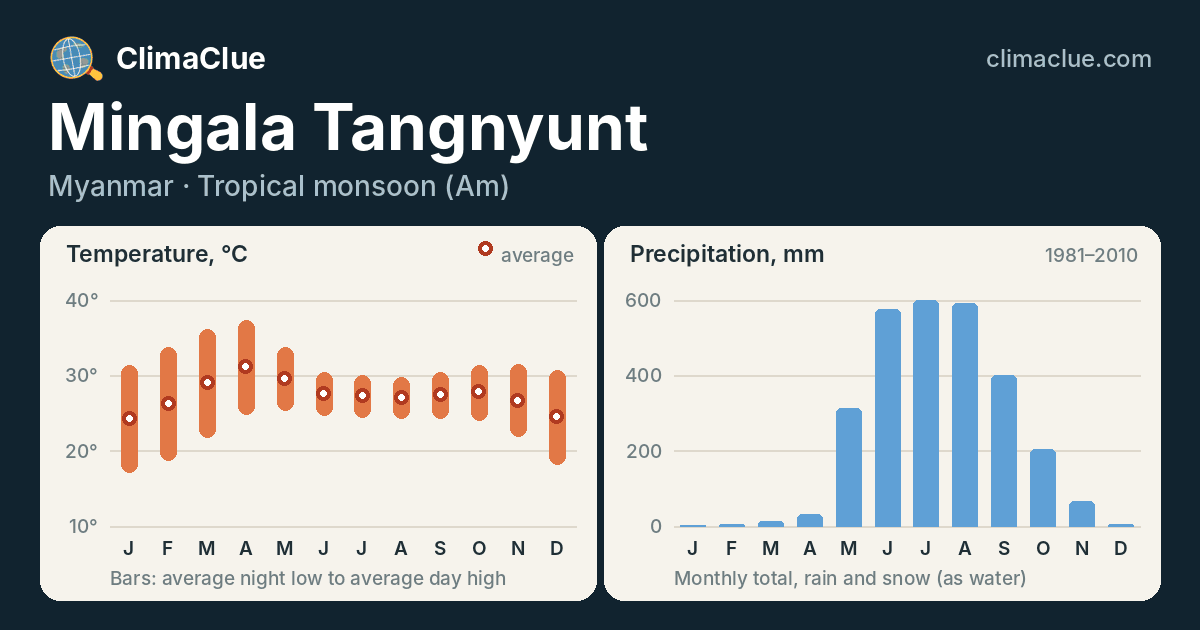 ClimaClue
climaclue.com
Mingala Tangnyunt
Myanmar · Tropical monsoon (Am)
Temperature, °C
average
40°
30°
20°
10°
J F M A M J J A S O N D
Bars: average night low to average day high
Precipitation, mm
1981–2010
600
400
200
0
J F M A M J J A S O N D
Monthly total, rain and snow (as water)